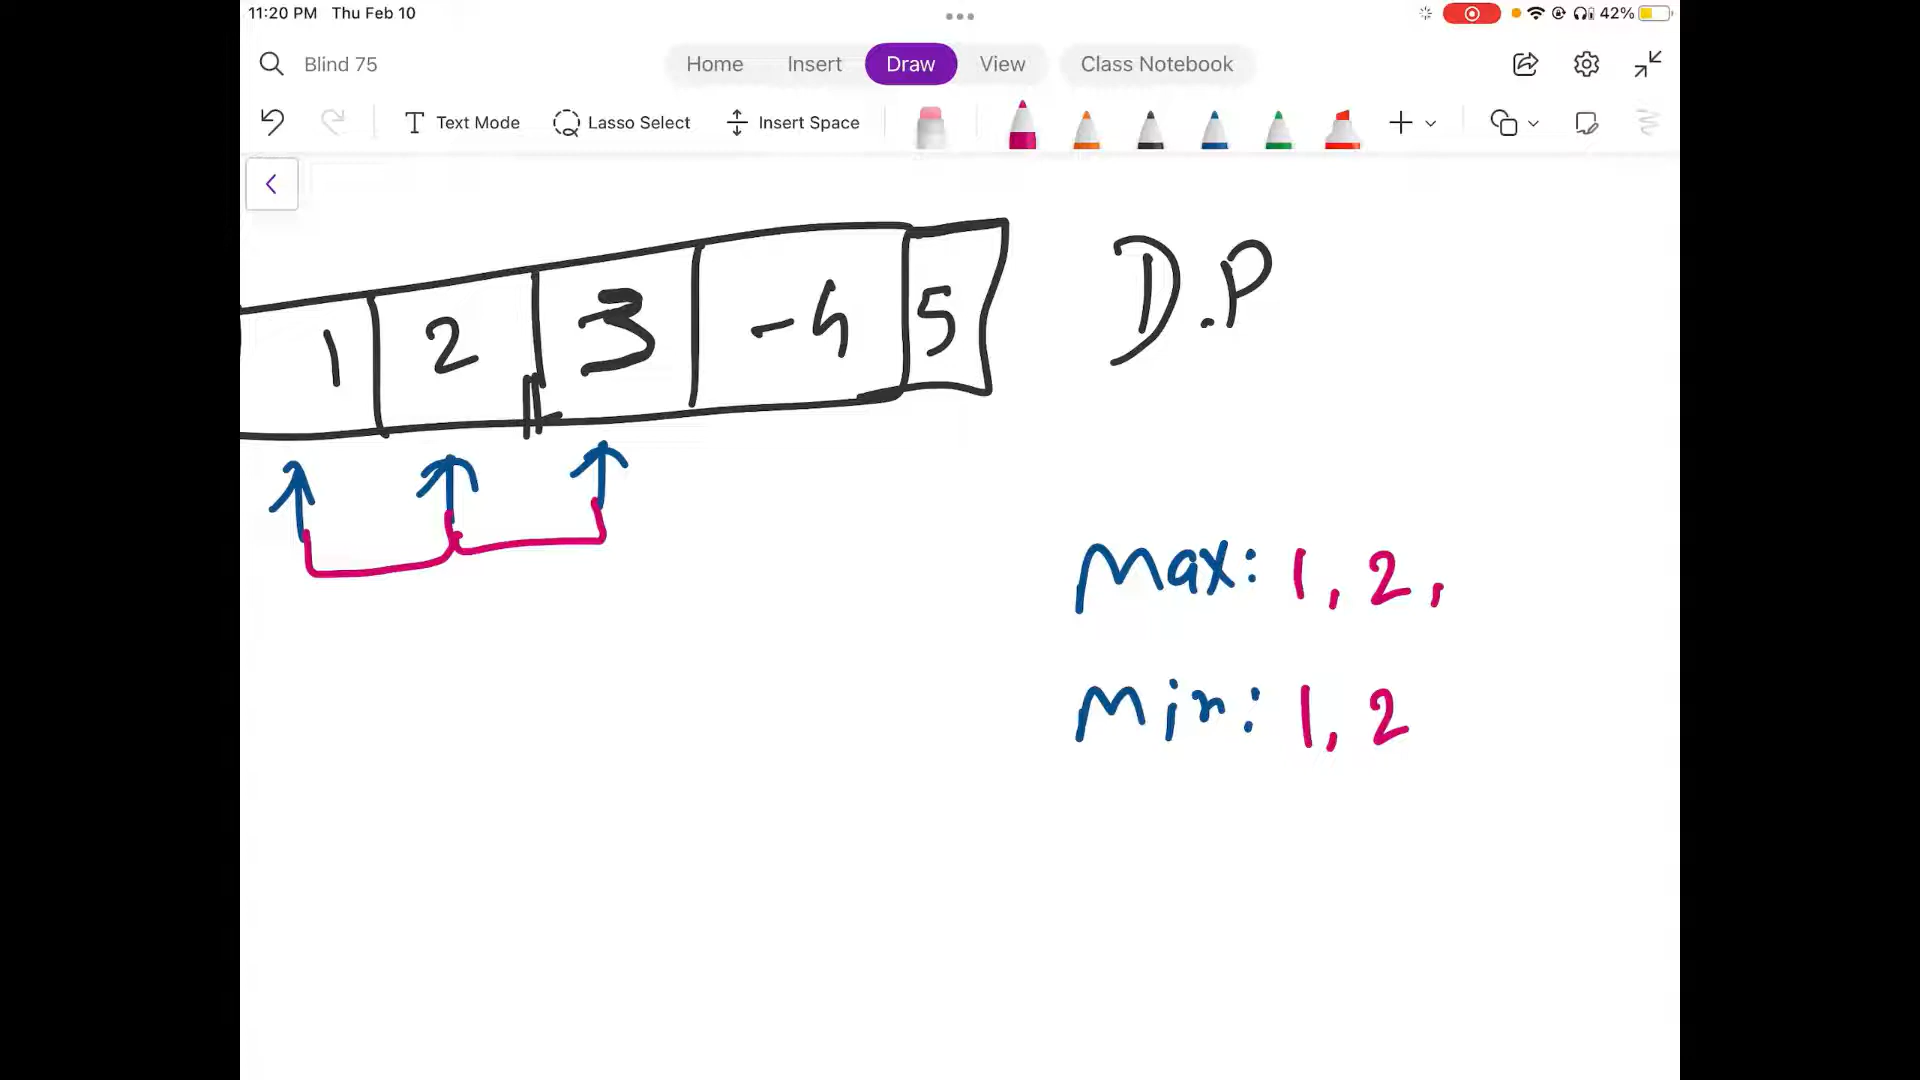 11:20 PM Thu Feb 10 42%
Blind 75 Home Insert Draw View Class Notebook
Text Mode Lasso Select Insert Space
1 2 3 -4 5 D.P
Max: 1, 2,
Min: 1, 2